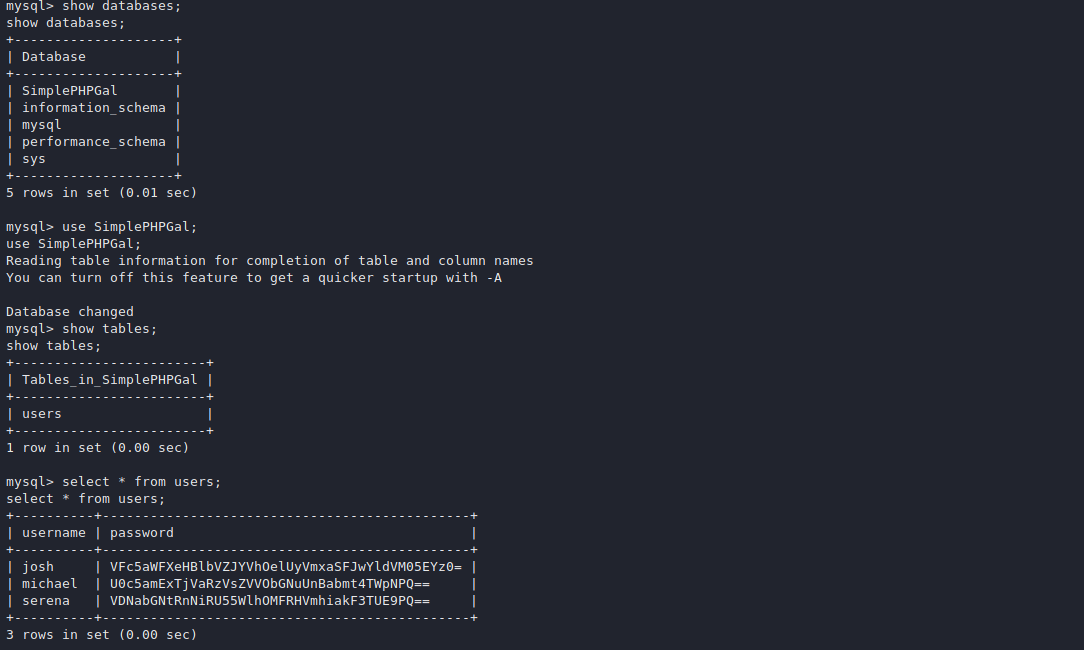 mysql> show databases;
show databases;
+--------------------+
| Database           |
+--------------------+
| SimplePHPGal       |
| information_schema |
| mysql              |
| performance_schema |
| sys                |
+--------------------+
5 rows in set (0.01 sec)
mysql> use SimplePHPGal;
use SimplePHPGal;
Reading table information for completion of table and column names
You can turn off this feature to get a quicker startup with -A
Database changed
mysql> show tables;
show tables;
+------------------------+
| Tables_in_SimplePHPGal |
+------------------------+
| users                  |
+------------------------+
1 row in set (0.00 sec)
mysql> select * from users;
select * from users;
+----------+----------------------------------------------+
| username | password                                     |
+----------+----------------------------------------------+
| josh     | VFc5aWFXeHBlbVZJYVhOelUyVmxaSFJwYldVM05EYz0= |
| michael  | U0c5amExTjVaRzVsZVVObGNuUnBabmt4TWpNPQ==     |
| serena   | VDNabGNtRnNiRU55WlhOMFRHVmhiakF3TUE9PQ==     |
+----------+----------------------------------------------+
3 rows in set (0.00 sec)